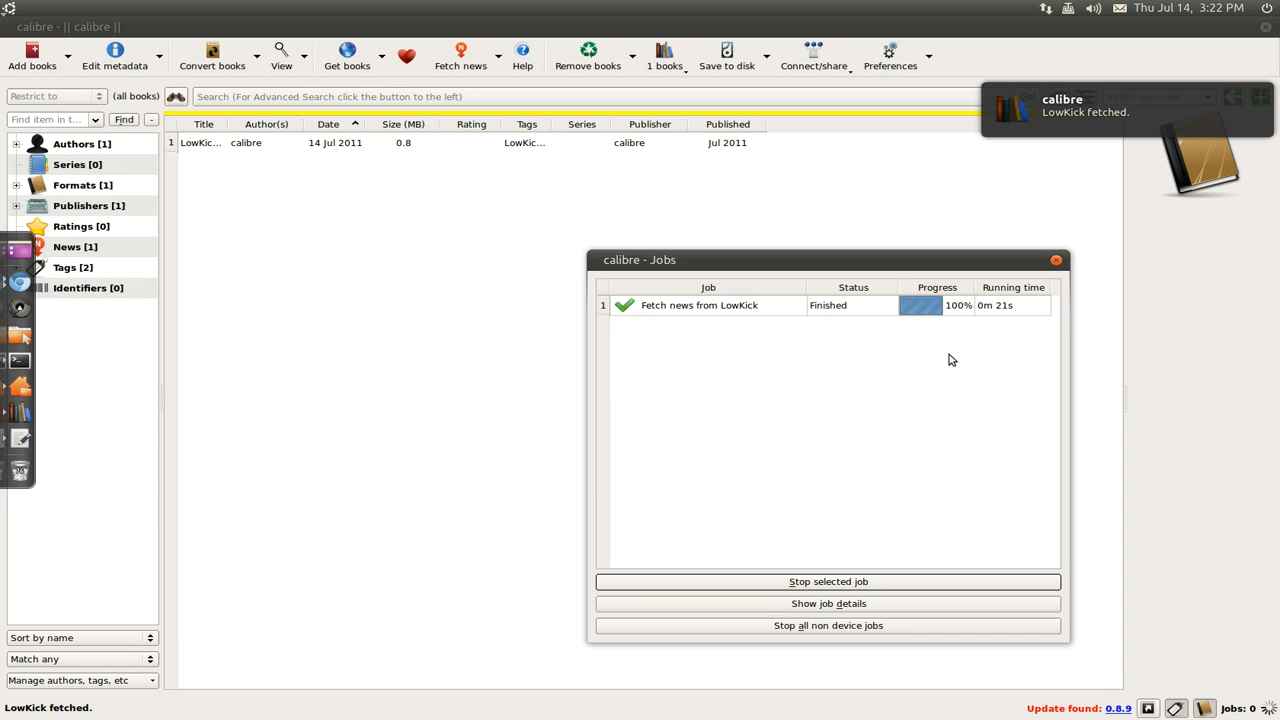 Thu Jul 14, 3:22 PM
calibre - || calibre ||
Add books
Edit metadata
Convert books
View
Get books
Fetch news
Help
Remove books
1 books
Save to disk
Connect/share
Preferences
Restrict to
(all books)
Search (For Advanced Search click the button to the left)
calibre
LowKick fetched.
Find item in t...
Find
-
Title Author(s) Date Size (MB) Rating Tags Series Publisher Published
1 LowKic... calibre 14 Jul 2011 0.8 LowKic... calibre Jul 2011
Authors [1]
Series [0]
Formats [1]
Publishers [1]
Ratings [0]
News [1]
Tags [2]
Identifiers [0]
calibre - Jobs
Job Status Progress Running time
1 Fetch news from LowKick Finished 100% 0m 21s
Stop selected job
Show job details
Stop all non device jobs
Sort by name
Match any
Manage authors, tags, etc
LowKick fetched.
Update found: 0.8.9
Jobs: 0